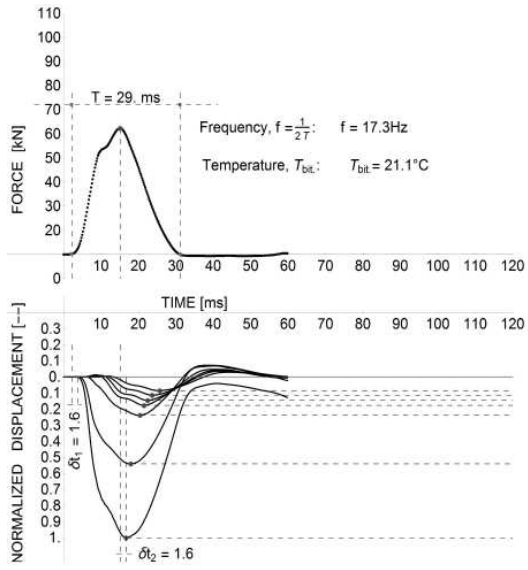 110
100
90
80
70
60
50
40
30
20
10
0
FORCE [kN]
T = 29. ms
Frequency, f = 1/2T: f = 17.3Hz
Temperature, Tbit.: Tbit. = 21.1°C
10 20 30 40 50 60 70 80 90 100 110 120
TIME [ms]
10 20 30 40 50 60 70 80 90 100 110 120
NORMALIZED DISPLACEMENT [---]
0.3
0.2
0.1
0.
0.1
0.2
0.3
0.4
0.5
0.6
0.7
0.8
0.9
1.
δt1 = 1.6
δt2 = 1.6